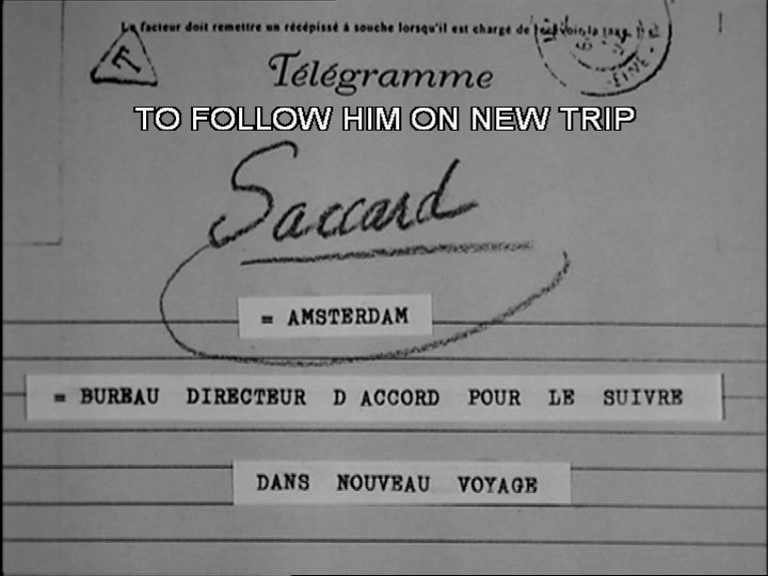 Le facteur doit remettre un récépissé à souche lorsqu'il est chargé de
T
Télégramme
TO FOLLOW HIM ON NEW TRIP
Saccard
= AMSTERDAM
= BUREAU DIRECTEUR D ACCORD POUR LE SUIVRE
DANS NOUVEAU VOYAGE